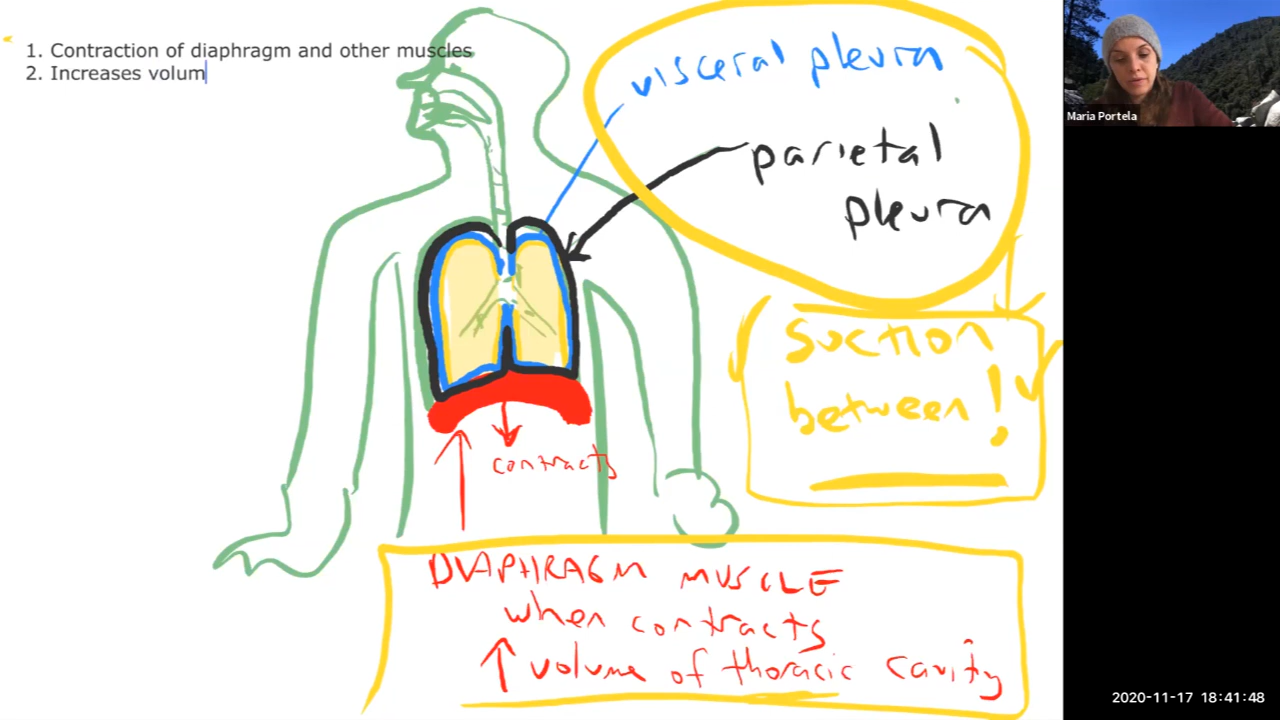 1. Contraction of diaphragm and other muscles
2. Increases volum
visceral pleura
parietal
pleura
suction
between!
contracts
DIAPHRAGM MUSCLE
when contracts
↑ volume of thoracic cavity
Maria Portela
2020-11-17 18:41:48